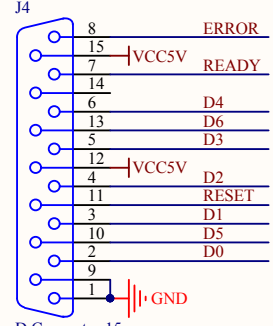 J4
8 ERROR
15 VCC5V
7 READY
14
6 D4
13 D6
5 D3
12 VCC5V
4 D2
11 RESET
3 D1
10 D5
2 D0
9
1 GND